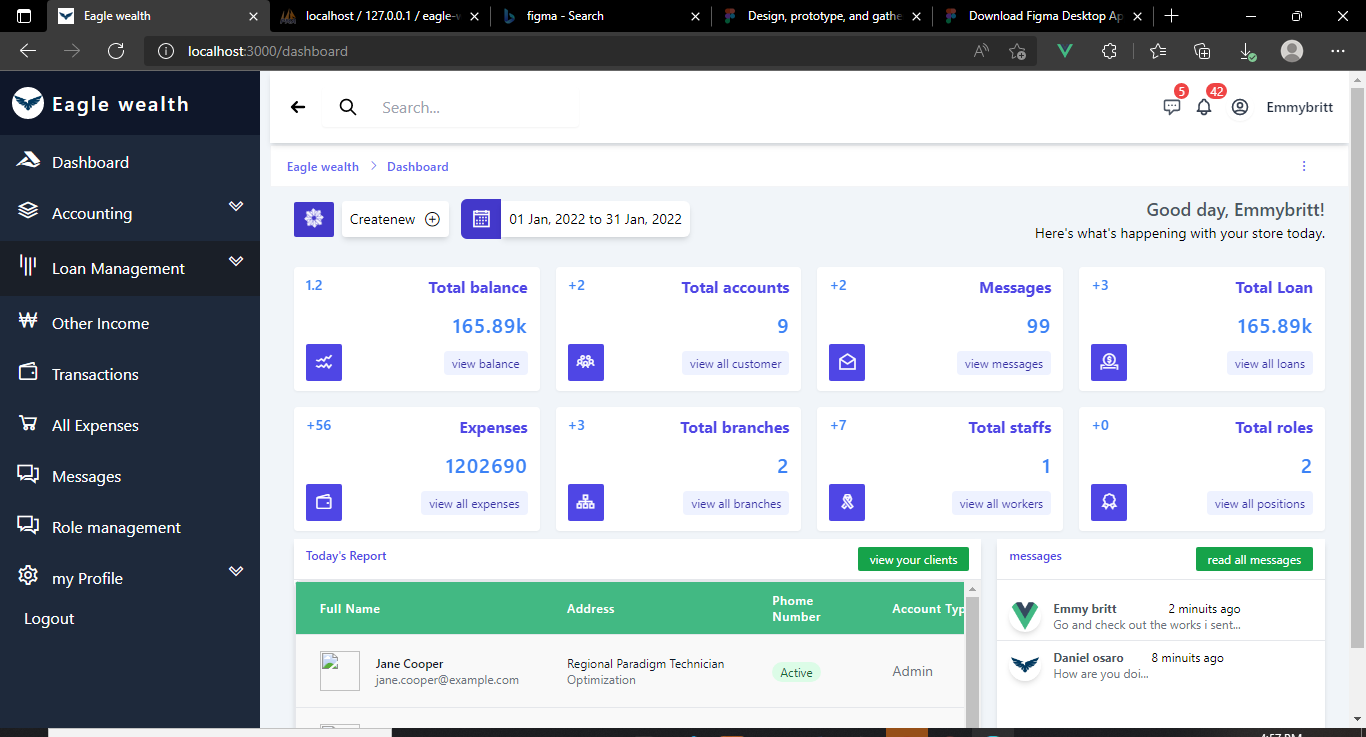 Eagle wealth
localhost / 127.0.0.1 / eagle-w
figma - Search
Design, prototype, and gathe
Download Figma Desktop Ap
localhost:3000/dashboard
Eagle wealth
Dashboard
Accounting
Loan Management
Other Income
Transactions
All Expenses
Messages
Role management
my Profile
Logout
Search...
5
42
Emmybritt
Eagle wealth
Dashboard
Createnew
01 Jan, 2022 to 31 Jan, 2022
Good day, Emmybritt!
Here's what's happening with your store today.
1.2
Total balance
165.89k
view balance
+2
Total accounts
9
view all customer
+2
Messages
99
view messages
+3
Total Loan
165.89k
view all loans
+56
Expenses
1202690
view all expenses
+3
Total branches
2
view all branches
+7
Total staffs
1
view all workers
+0
Total roles
2
view all positions
Today's Report
view your clients
Full Name
Address
Phome
Number
Account Typ
Jane Cooper
jane.cooper@example.com
Regional Paradigm Technician
Optimization
Active
Admin
messages
read all messages
Emmy britt
2 minuits ago
Go and check out the works i sent...
Daniel osaro
8 minuits ago
How are you doi...